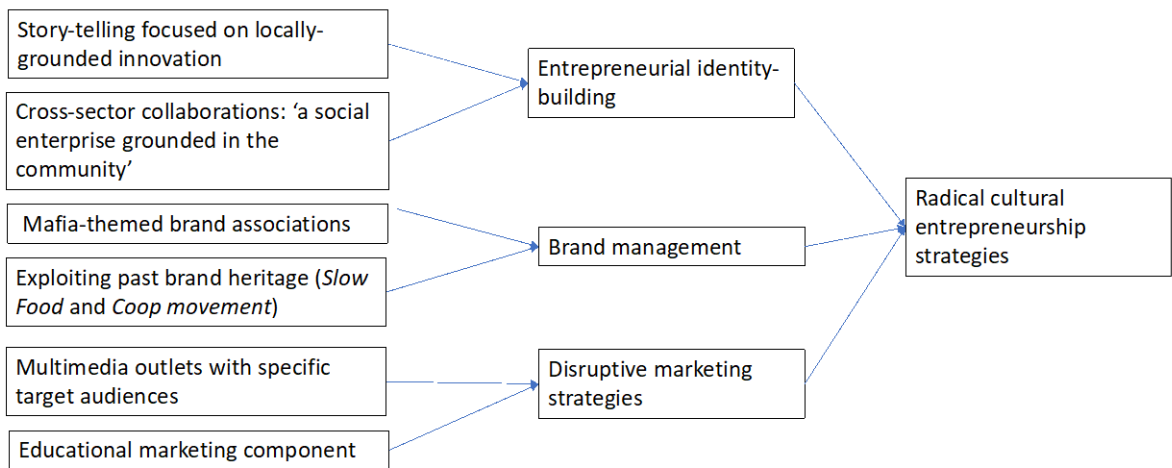 Story-telling focused on locally-
grounded innovation
Cross-sector collaborations: ‘a social
enterprise grounded in the
community’
Mafia-themed brand associations
Exploiting past brand heritage (Slow
Food and Coop movement)
Multimedia outlets with specific
target audiences
Educational marketing component
Entrepreneurial identity-
building
Brand management
Disruptive marketing
strategies
Radical cultural
entrepreneurship
strategies